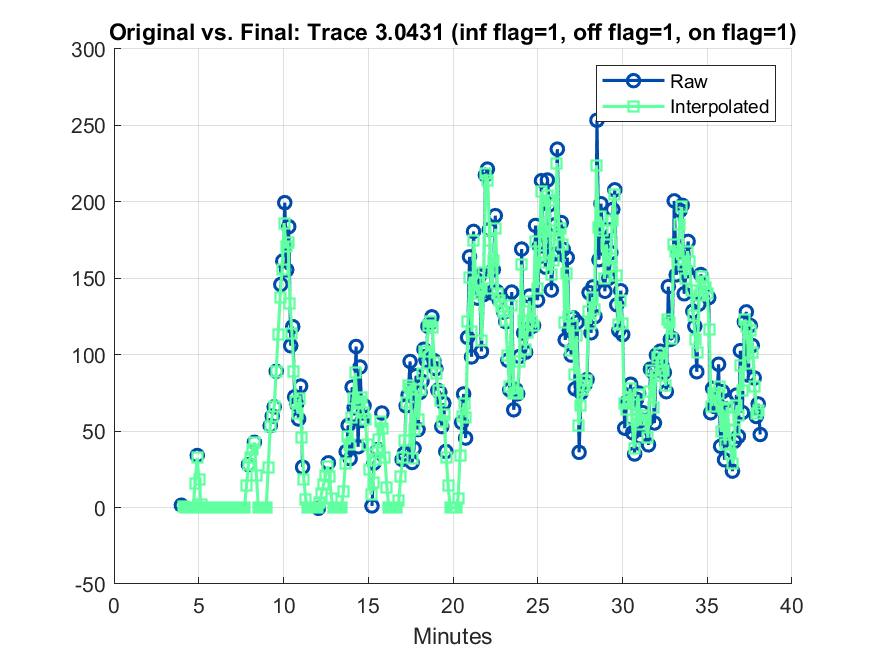 Original vs. Final: Trace 3.0431 (inf flag=1, off flag=1, on flag=1)
300
250
200
150
100
50
0
-50
Raw
Interpolated
0 5 10 15 20 25 30 35 40
Minutes